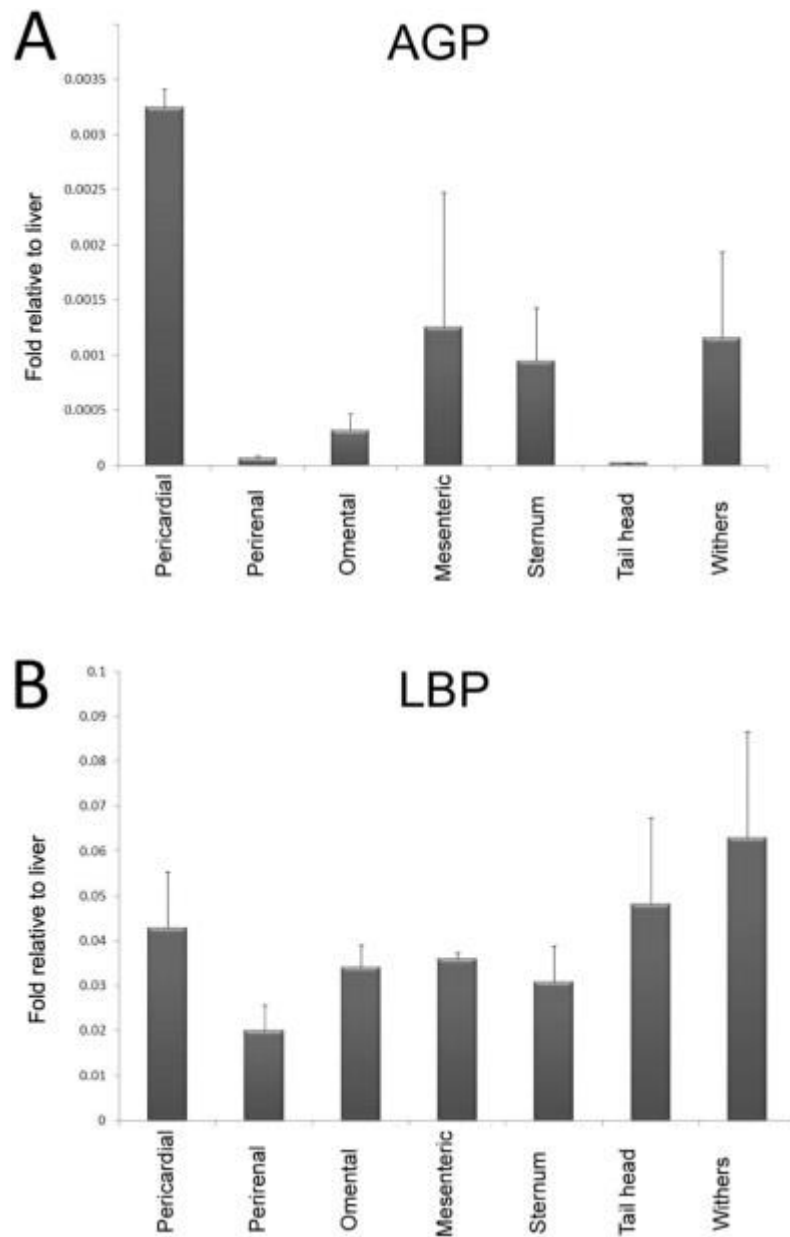 A
AGP
Fold relative to liver
0.0035
0.003
0.0025
0.002
0.0015
0.001
0.0005
0
Pericardial
Perirenal
Omental
Mesenteric
Sternum
Tail head
Withers
B
LBP
Fold relative to liver
0.1
0.09
0.08
0.07
0.06
0.05
0.04
0.03
0.02
0.01
0
Pericardial
Perirenal
Omental
Mesenteric
Sternum
Tail head
Withers